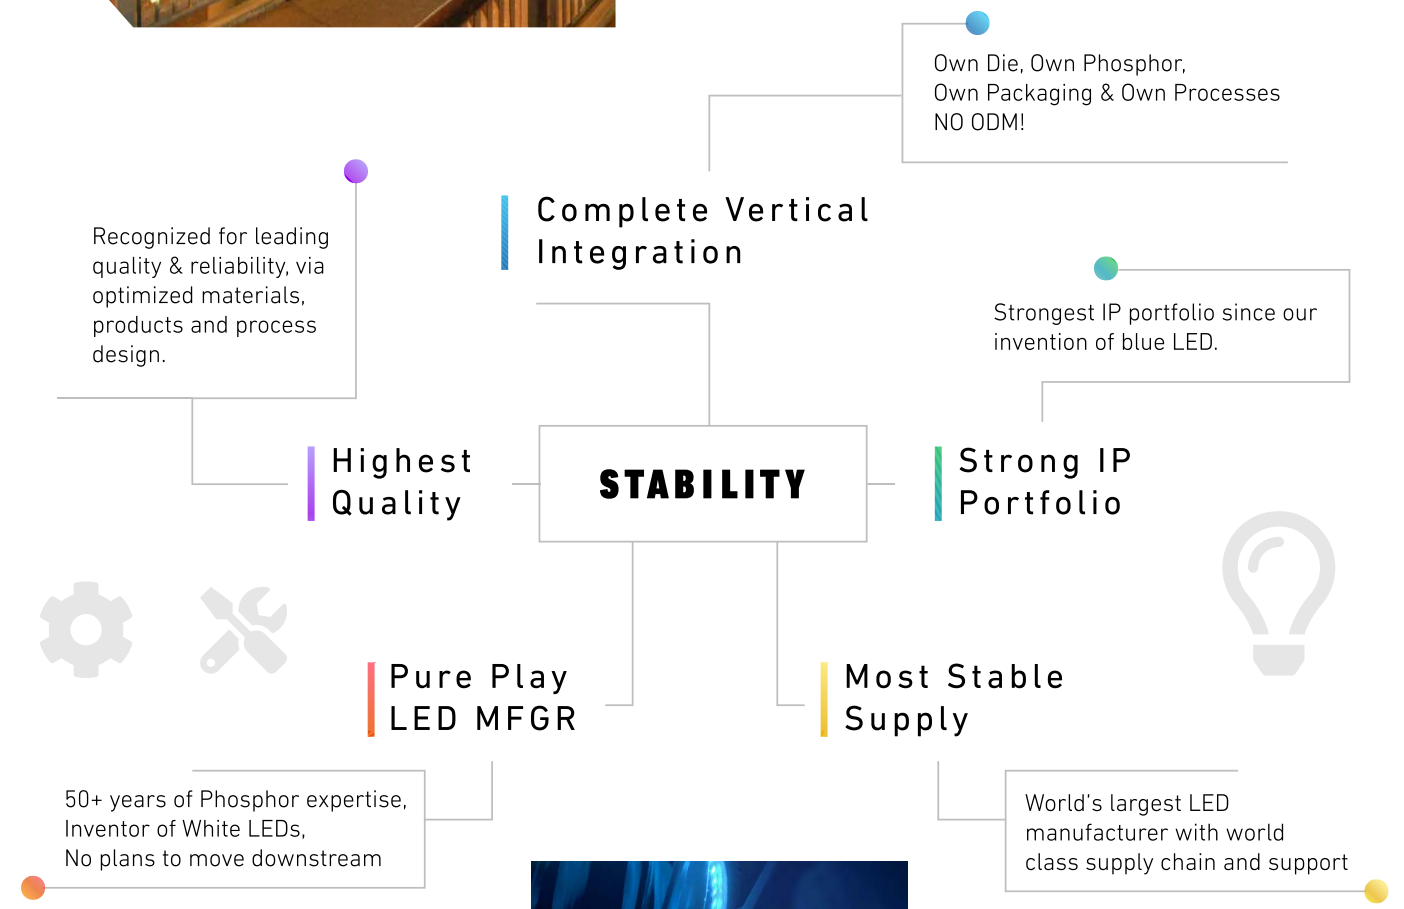 Own Die, Own Phosphor,
Own Packaging & Own Processes
NO ODM!
Complete Vertical
Integration
Recognized for leading
quality & reliability, via
optimized materials,
products and process
design.
Strongest IP portfolio since our
invention of blue LED.
Highest
Quality
STABILITY
Strong IP
Portfolio
Pure Play
LED MFGR
Most Stable
Supply
50+ years of Phosphor expertise,
Inventor of White LEDs,
No plans to move downstream
World's largest LED
manufacturer with world
class supply chain and support